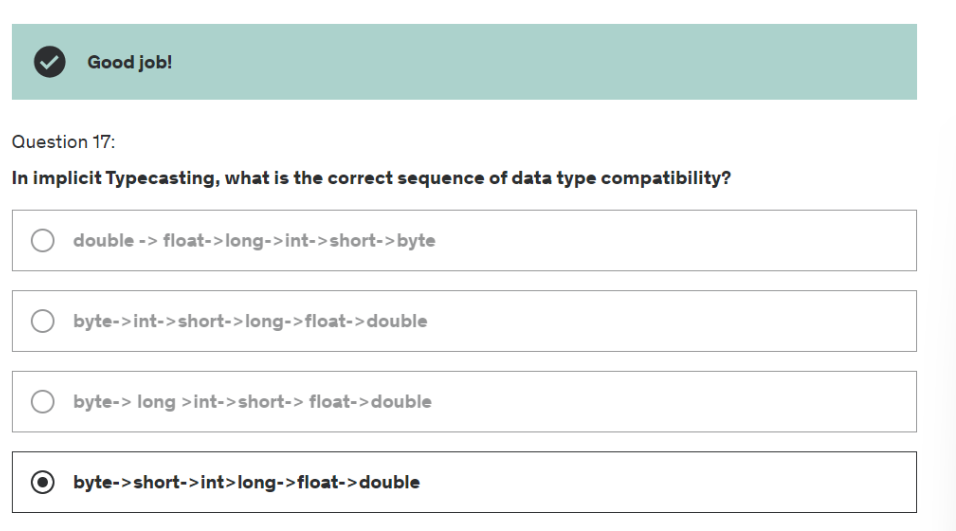 Good job!
Question 17:
In implicit Typecasting, what is the correct sequence of data type compatibility?
double -> float->long->int->short->byte
byte->int->short->long->float->double
byte-> long >int->short-> float->double
byte->short->int>long->float->double